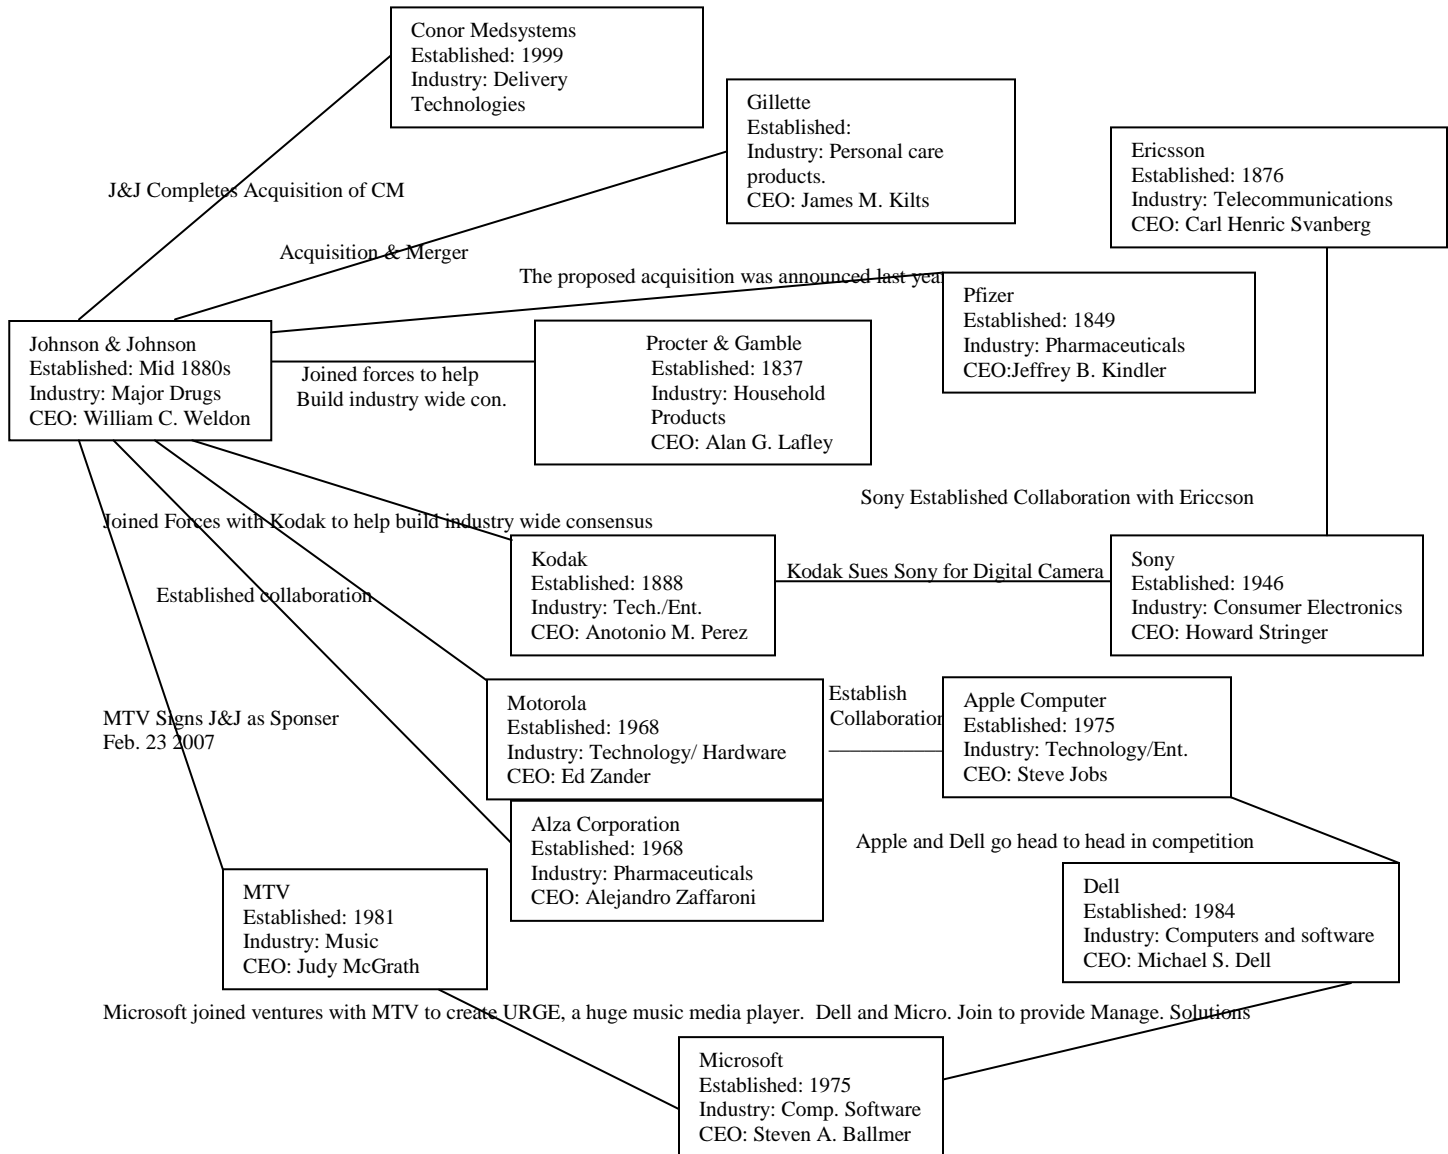 Conor Medsystems
Established: 1999
Industry: Delivery
Technologies
Gillette
Established:
Industry: Personal care
products.
CEO: James M. Kilts
Ericsson
Established: 1876
Industry: Telecommunications
CEO: Carl Henric Svanberg
J&J Completes Acquisition of CM
Acquisition & Merger
The proposed acquisition was announced last year
Pfizer
Established: 1849
Industry: Pharmaceuticals
CEO:Jeffrey B. Kindler
Johnson & Johnson
Established: Mid 1880s
Industry: Major Drugs
CEO: William C. Weldon
Joined forces to help
Build industry wide con.
Procter & Gamble
Established: 1837
Industry: Household
Products
CEO: Alan G. Lafley
Sony Established Collaboration with Ericcson
Joined Forces with Kodak to help build industry wide consensus
Kodak
Established: 1888
Industry: Tech./Ent.
CEO: Anotonio M. Perez
Kodak Sues Sony for Digital Camera
Sony
Established: 1946
Industry: Consumer Electronics
CEO: Howard Stringer
Established collaboration
MTV Signs J&J as Sponser
Feb. 23 2007
Motorola
Established: 1968
Industry: Technology/ Hardware
CEO: Ed Zander
Establish
Collaboration
Apple Computer
Established: 1975
Industry: Technology/Ent.
CEO: Steve Jobs
Alza Corporation
Established: 1968
Industry: Pharmaceuticals
CEO: Alejandro Zaffaroni
Apple and Dell go head to head in competition
MTV
Established: 1981
Industry: Music
CEO: Judy McGrath
Dell
Established: 1984
Industry: Computers and software
CEO: Michael S. Dell
Microsoft joined ventures with MTV to create URGE, a huge music media player.  Dell and Micro. Join to provide Manage. Solutions
Microsoft
Established: 1975
Industry: Comp. Software
CEO: Steven A. Ballmer